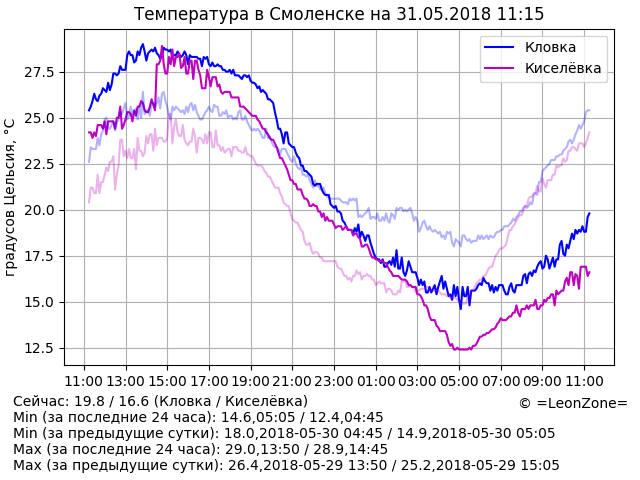 Температура в Смоленске на 31.05.2018 11:15
Кловка
Киселёвка
градусов Цельсия, °C
27.5
25.0
22.5
20.0
17.5
15.0
12.5
11:00 13:00 15:00 17:00 19:00 21:00 23:00 01:00 03:00 05:00 07:00 09:00 11:00
Сейчас: 19.8 / 16.6 (Кловка / Киселёвка)
© =LeonZone=
Min (за последние 24 часа): 14.6,05:05 / 12.4,04:45
Min (за предыдущие сутки): 18.0,2018-05-30 04:45 / 14.9,2018-05-30 05:05
Max (за последние 24 часа): 29.0,13:50 / 28.9,14:45
Max (за предыдущие сутки): 26.4,2018-05-29 13:50 / 25.2,2018-05-29 15:05